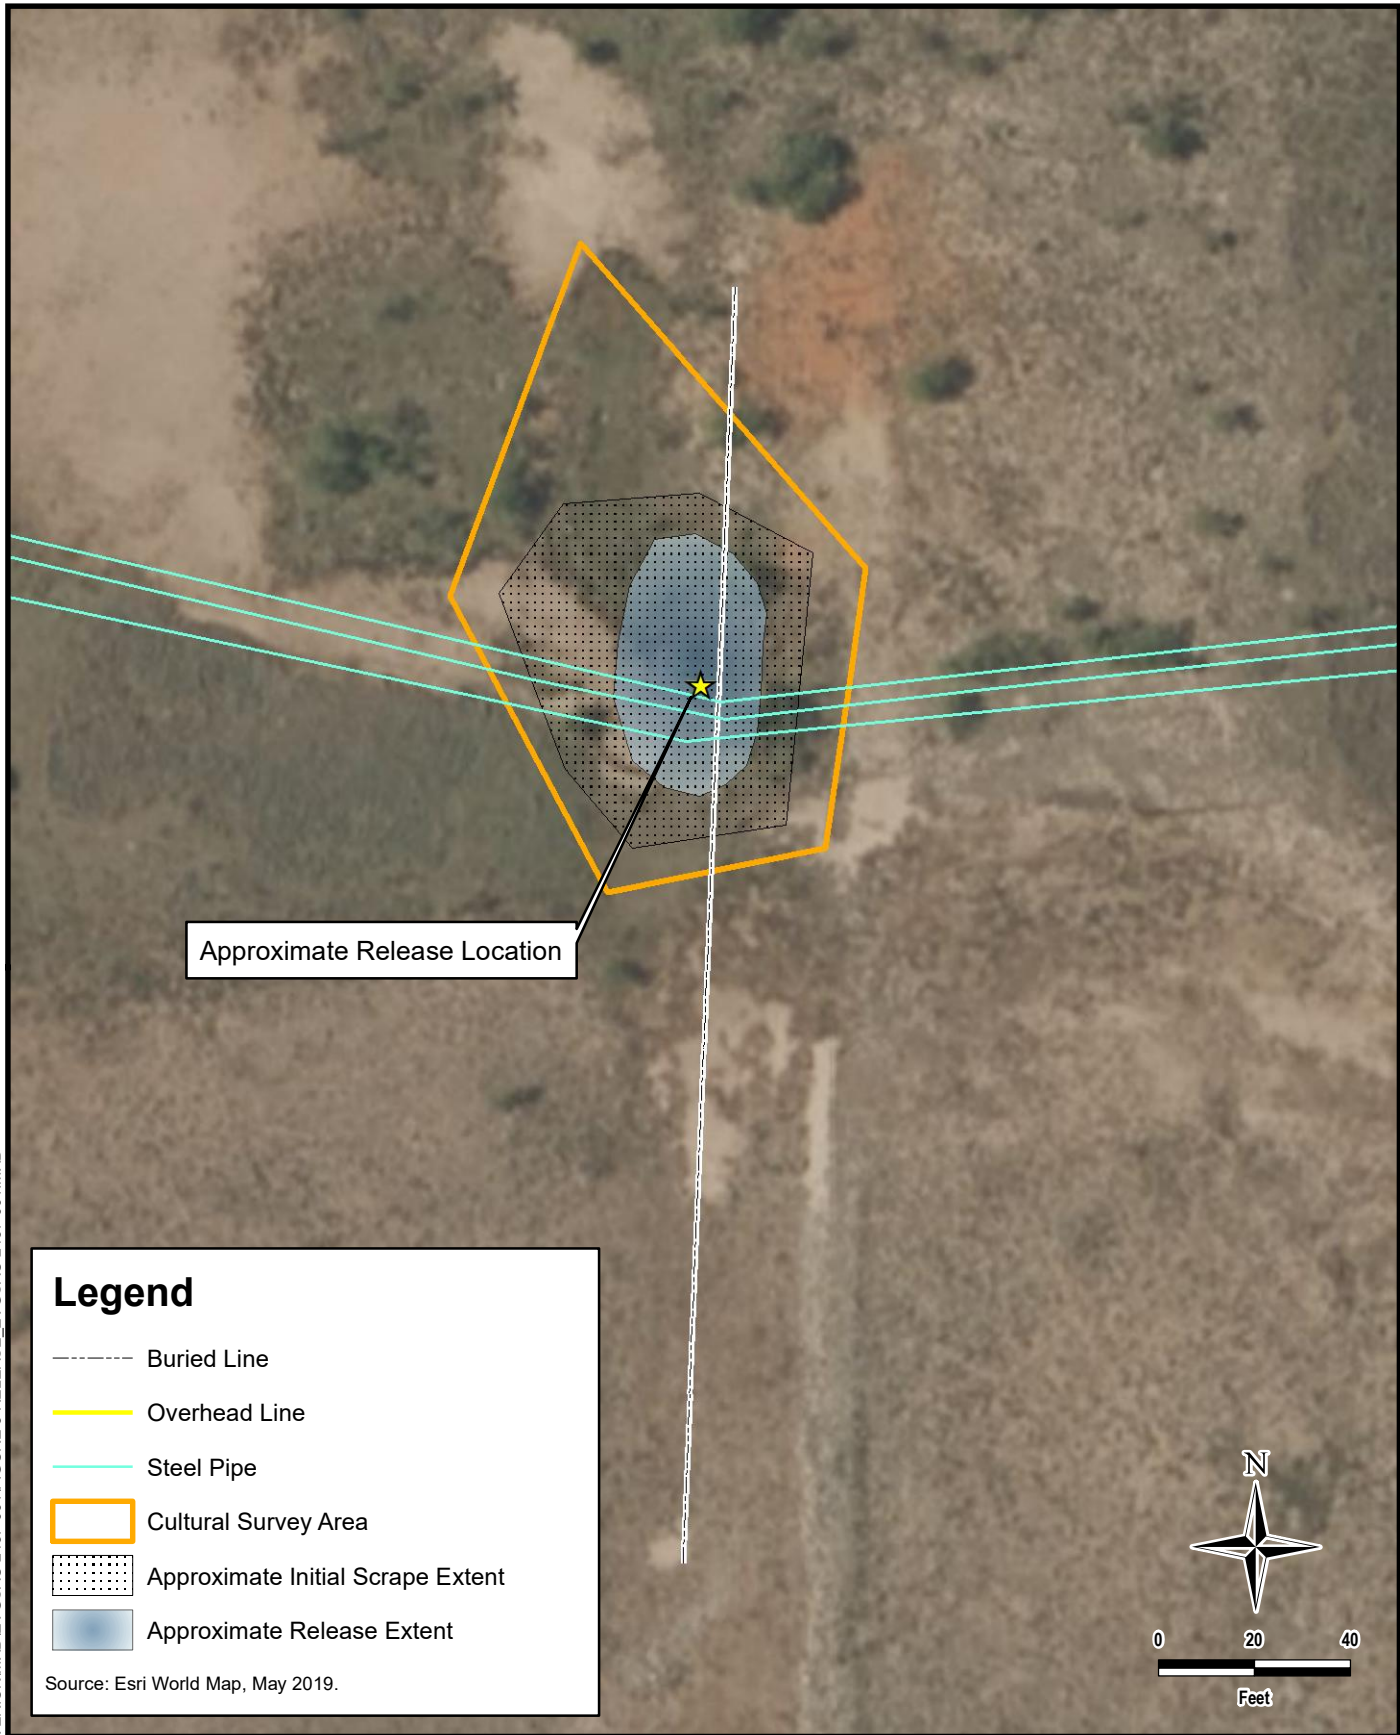 Approximate Release Location
Legend
Buried Line
Overhead Line
Steel Pipe
Cultural Survey Area
Approximate Initial Scrape Extent
Approximate Release Extent
Source: Esri World Map, May 2019.
N
0 20 40
Feet